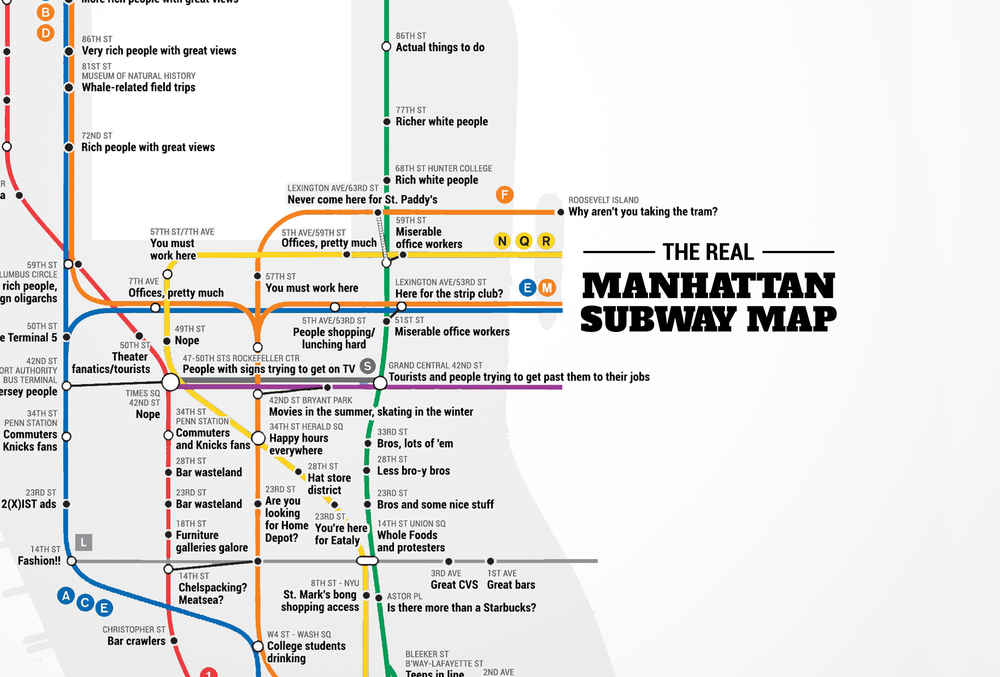 More rich people with great views
B
D
86TH ST
Very rich people with great views
81ST ST
MUSEUM OF NATURAL HISTORY
Whale-related field trips
72ND ST
Rich people with great views
86TH ST
Actual things to do
77TH ST
Richer white people
68TH ST HUNTER COLLEGE
Rich white people
LEXINGTON AVE/63RD ST
Never come here for St. Paddy's
F
ROOSEVELT ISLAND
Why aren't you taking the tram?
R
a
57TH ST/7TH AVE
You must
work here
5TH AVE/59TH ST
Offices, pretty much
59TH ST
Miserable
office workers
N Q R
THE REAL
MANHATTAN
SUBWAY MAP
59TH ST
LUMBUS CIRCLE
rich people,
gn oligarchs
7TH AVE
Offices, pretty much
57TH ST
You must work here
LEXINGTON AVE/53RD ST
Here for the strip club?
E M
50TH ST
e Terminal 5
50TH ST
Theater
fanatics/tourists
49TH ST
Nope
5TH AVE/53RD ST
People shopping/
lunching hard
51ST ST
Miserable office workers
47-50TH STS ROCKEFELLER CTR
People with signs trying to get on TV
S
GRAND CENTRAL 42ND ST
Tourists and people trying to get past them to their jobs
42ND ST
ORT AUTHORITY
BUS TERMINAL
ersey people
TIMES SQ
42ND ST
Nope
42ND ST BRYANT PARK
Movies in the summer, skating in the winter
34TH ST
PENN STATION
Commuters
Knicks fans
34TH ST
PENN STATION
Commuters
and Knicks fans
34TH ST HERALD SQ
Happy hours
everywhere
33RD ST
Bros, lots of 'em
28TH ST
Bar wasteland
28TH ST
Hat store
district
28TH ST
Less bro-y bros
23RD ST
2(X)IST ads
23RD ST
Bar wasteland
23RD ST
Are you
looking
for Home
Depot?
23RD ST
You're here
for Eataly
23RD ST
Bros and some nice stuff
18TH ST
Furniture
galleries galore
14TH ST UNION SQ
Whole Foods
and protesters
L
14TH ST
Fashion!!
14TH ST
Chelspacking?
Meatsea?
3RD AVE
Great CVS
1ST AVE
Great bars
8TH ST - NYU
St. Mark's bong
shopping access
ASTOR PL
Is there more than a Starbucks?
A C E
CHRISTOPHER ST
Bar crawlers
W4 ST - WASH SQ
College students
drinking
1
BLEEKER ST
B'WAY-LAFAYETTE ST
Teens in line
2ND AVE